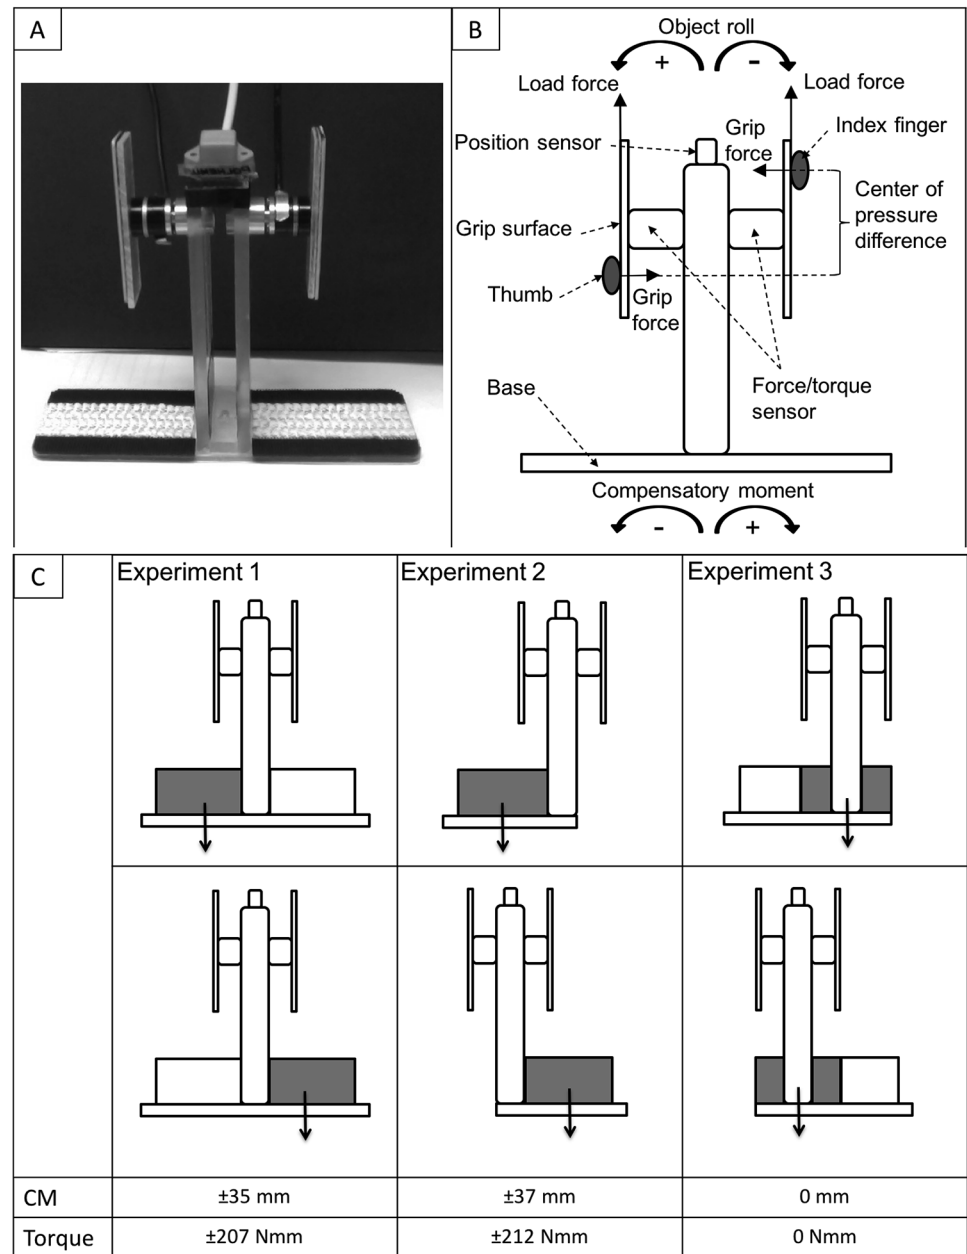 A
B
Object roll
+
-
Load force
Load force
Position sensor
Grip
force
Index finger
Center of
pressure
difference
Grip surface
Thumb
Grip
force
Base
Force/torque
sensor
Compensatory moment
-
+
C
Experiment 1
Experiment 2
Experiment 3
CM
±35 mm
±37 mm
0 mm
Torque
±207 Nmm
±212 Nmm
0 Nmm